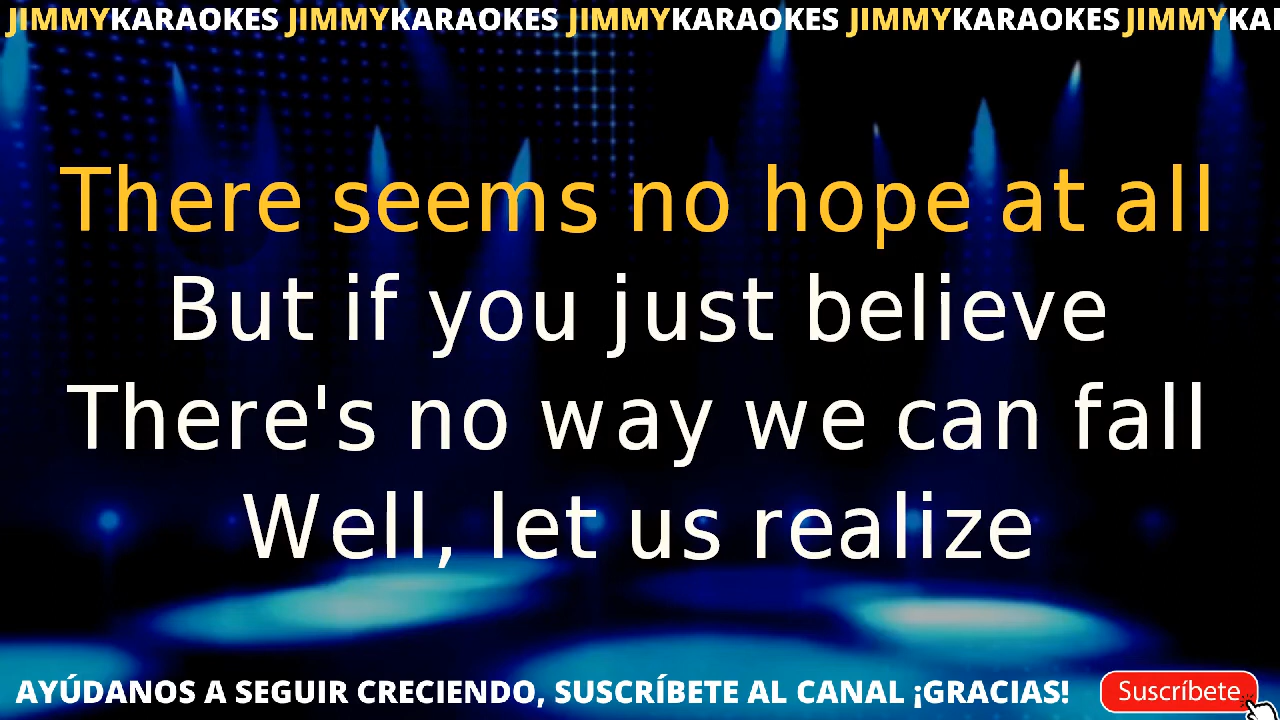 JIMMYKARAOKES JIMMYKARAOKES JIMMYKARAOKES JIMMYKARAOKES JIMMYKAI
There seems no hope at all
But if you just believe
There's no way we can fall
Well, let us realize
AYÚDANOS A SEGUIR CRECIENDO, SUSCRÍBETE AL CANAL ¡GRACIAS! Suscríbete